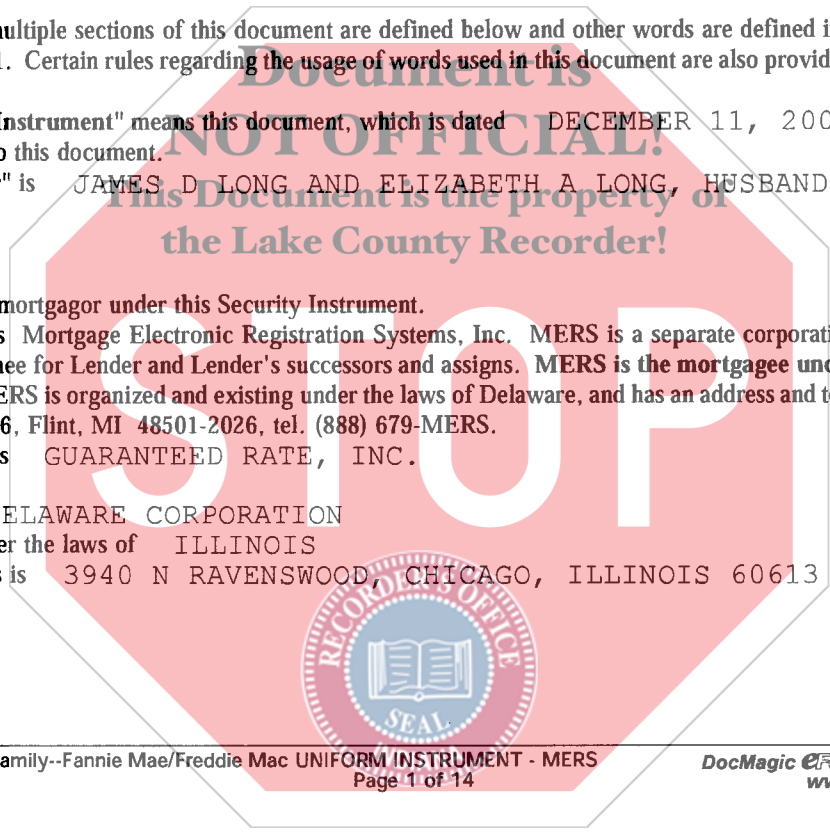 multiple sections of this document are defined below and other words are defined i
1. Certain rules regarding the usage of words used in this document are also provid
Document is
Instrument" means this document, which is dated DECEMBER 11, 200
NOT OFFICIAL!
o this document.
" is JAMES D LONG AND ELIZABETH A LONG, HUSBAND
This Document is the property of
the Lake County Recorder!
mortgagor under this Security Instrument.
s Mortgage Electronic Registration Systems, Inc. MERS is a separate corporati
nee for Lender and Lender's successors and assigns. MERS is the mortgagee und
ERS is organized and existing under the laws of Delaware, and has an address and t
6, Flint, MI 48501-2026, tel. (888) 679-MERS.
STOP
s GUARANTEED RATE, INC.
ELAWARE CORPORATION
er the laws of ILLINOIS
s is 3940 N RAVENSWOOD, CHICAGO, ILLINOIS 60613
RECORDER'S OFFICE
SEAL
INDIANA
amily--Fannie Mae/Freddie Mac UNIFORM INSTRUMENT - MERS
DocMagic
Page 1 of 14